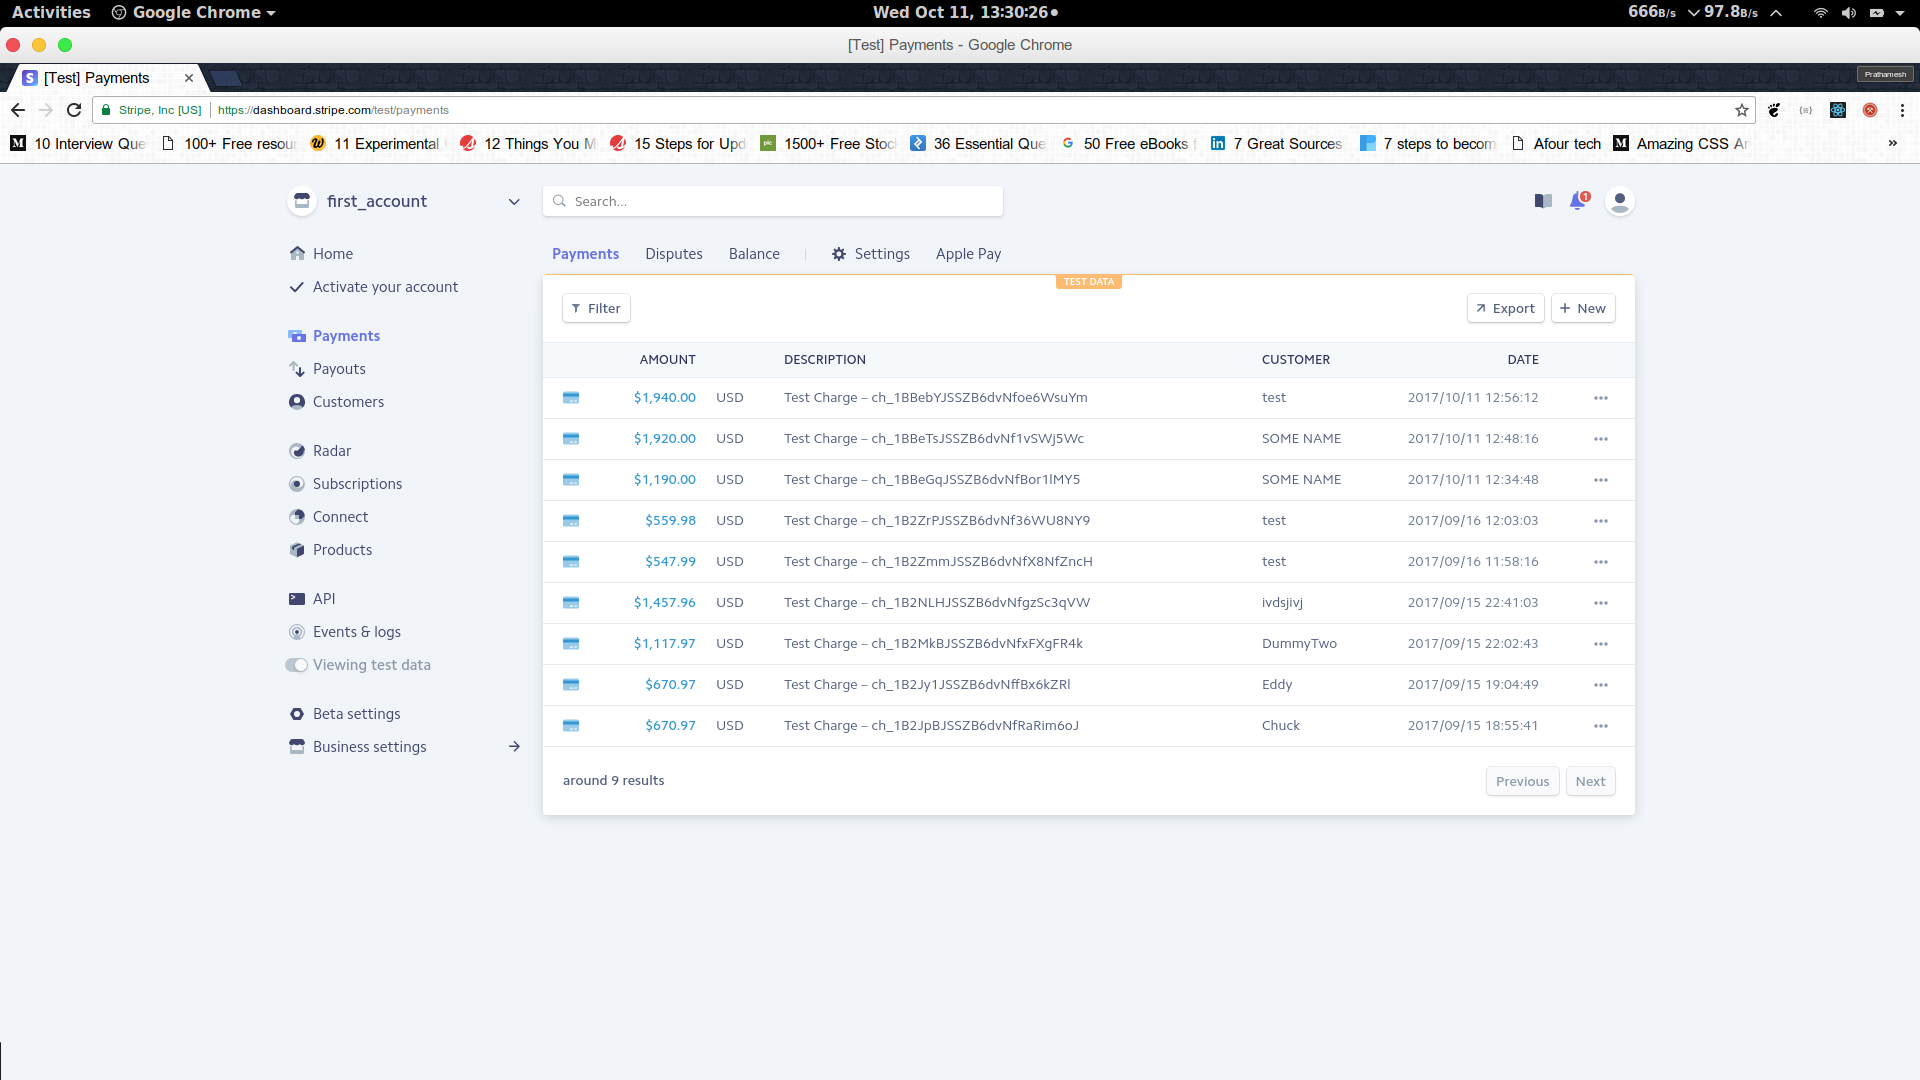 Activities Google Chrome Wed Oct 11, 13:30:26 666B/s 97.8B/s
[Test] Payments - Google Chrome
[Test] Payments Prathamesh
Stripe, Inc [US] https://dashboard.stripe.com/test/payments
10 Interview Que 100+ Free resour 11 Experimental 12 Things You M 15 Steps for Upd 1500+ Free Stoc 36 Essential Que 50 Free eBooks f 7 Great Sources 7 steps to becom Afour tech Amazing CSS An »
first_account Search... 1
Home
Activate your account
Payments
Payouts
Customers
Radar
Subscriptions
Connect
Products
API
Events & logs
Viewing test data
Beta settings
Business settings
Payments Disputes Balance Settings Apple Pay
TEST DATA
Filter Export + New
AMOUNT DESCRIPTION CUSTOMER DATE
$1,940.00 USD Test Charge – ch_1BBebYJSSZB6dvNfoe6WsuYm test 2017/10/11 12:56:12
$1,920.00 USD Test Charge – ch_1BBeTsJSSZB6dvNf1vSWj5Wc SOME NAME 2017/10/11 12:48:16
$1,190.00 USD Test Charge – ch_1BBeGqJSSZB6dvNfBor1lMY5 SOME NAME 2017/10/11 12:34:48
$559.98 USD Test Charge – ch_1B2ZrPJSSZB6dvNf36WU8NY9 test 2017/09/16 12:03:03
$547.99 USD Test Charge – ch_1B2ZmmJSSZB6dvNfX8NfZncH test 2017/09/16 11:58:16
$1,457.96 USD Test Charge – ch_1B2NLHJSSZB6dvNfgzSc3qVW ivdsjivj 2017/09/15 22:41:03
$1,117.97 USD Test Charge – ch_1B2MkBJSSZB6dvNfxFXgFR4k DummyTwo 2017/09/15 22:02:43
$670.97 USD Test Charge – ch_1B2Jy1JSSZB6dvNffBx6kZRl Eddy 2017/09/15 19:04:49
$670.97 USD Test Charge – ch_1B2JpBJSSZB6dvNfRaRim6oJ Chuck 2017/09/15 18:55:41
around 9 results Previous Next